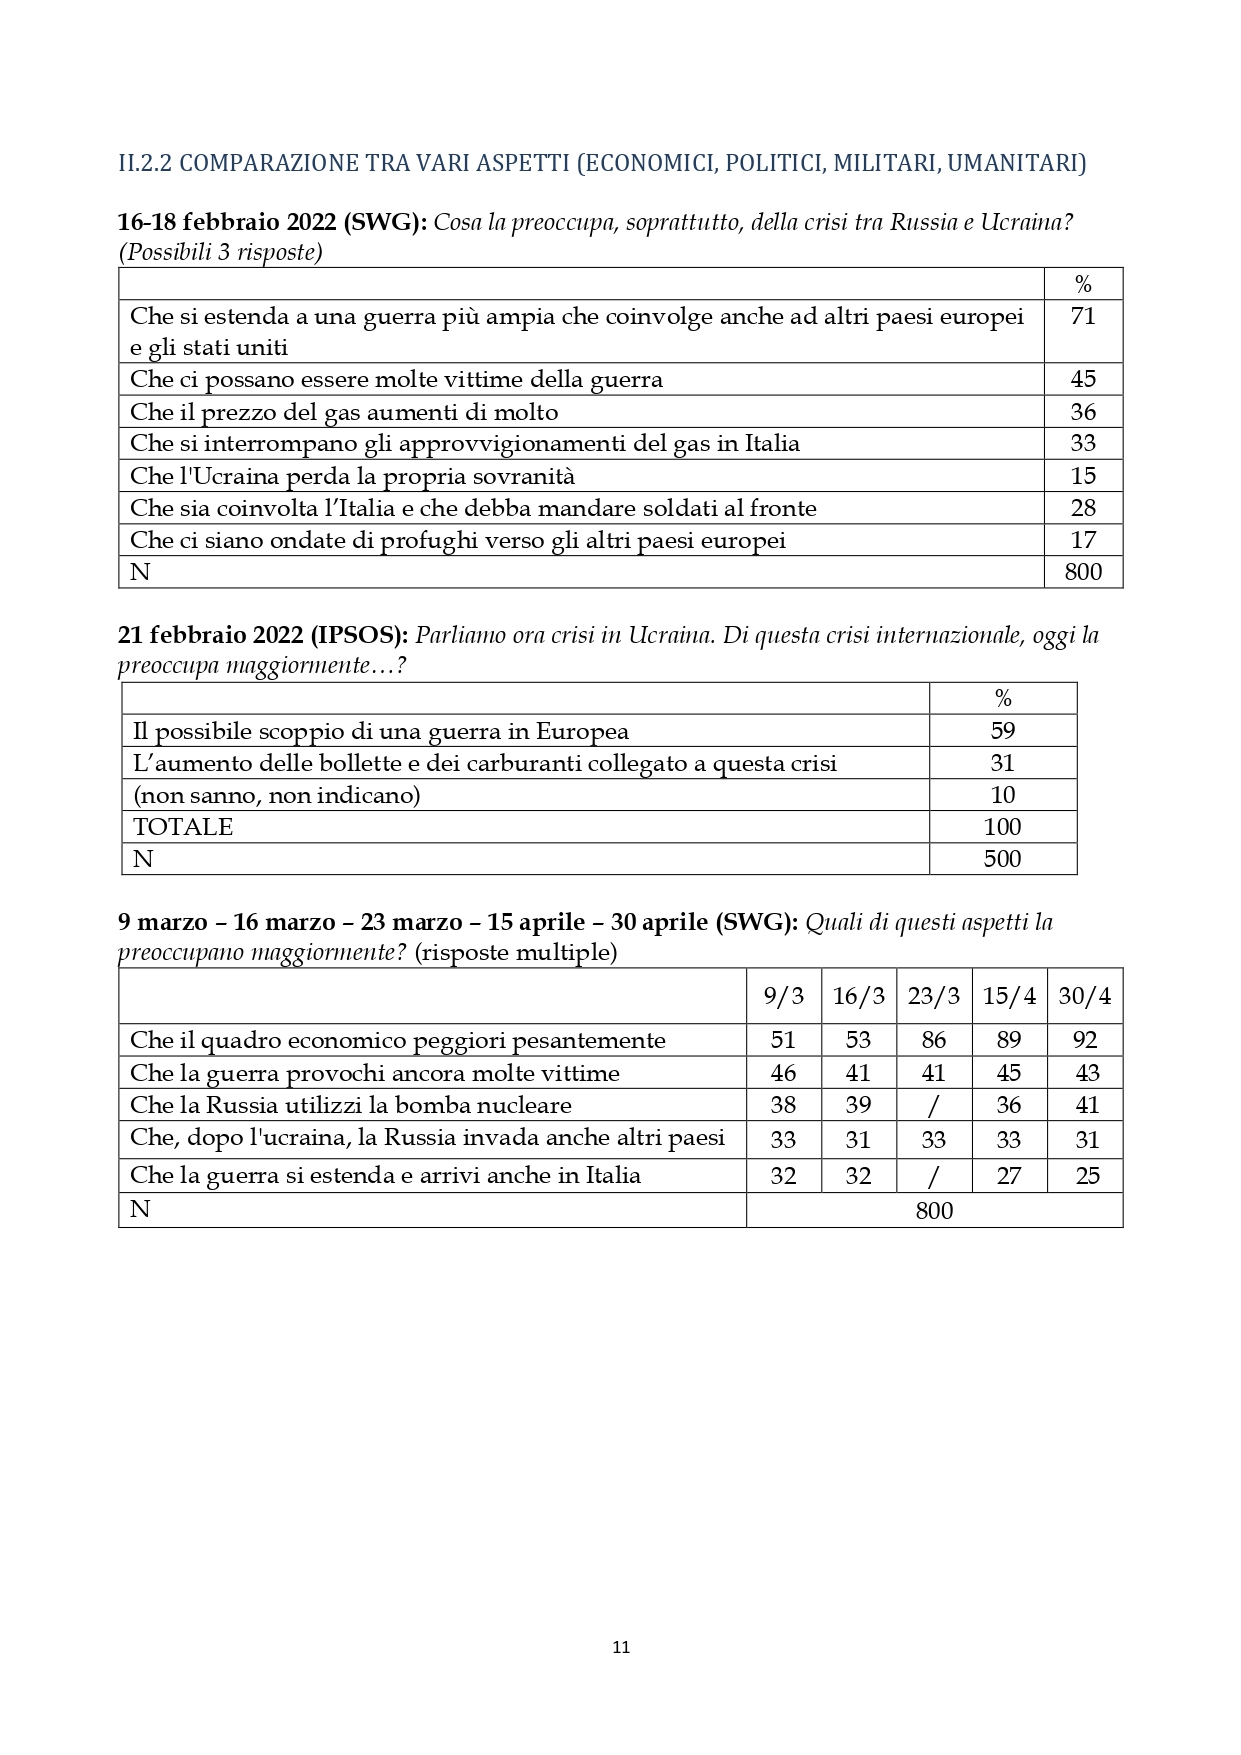 II.2.2 COMPARAZIONE TRA VARI ASPETTI (ECONOMICI, POLITICI, MILITARI, UMANITARI)
16-18 febbraio 2022 (SWG): Cosa la preoccupa, soprattutto, della crisi tra Russia e Ucraina?
(Possibili 3 risposte)
%
Che si estenda a una guerra più ampia che coinvolge anche ad altri paesi europei 71
e gli stati uniti
Che ci possano essere molte vittime della guerra 45
Che il prezzo del gas aumenti di molto 36
Che si interrompano gli approvvigionamenti del gas in Italia 33
Che l'Ucraina perda la propria sovranità 15
Che sia coinvolta l’Italia e che debba mandare soldati al fronte 28
Che ci siano ondate di profughi verso gli altri paesi europei 17
N 800
21 febbraio 2022 (IPSOS): Parliamo ora crisi in Ucraina. Di questa crisi internazionale, oggi la
preoccupa maggiormente…?
%
Il possibile scoppio di una guerra in Europea 59
L’aumento delle bollette e dei carburanti collegato a questa crisi 31
(non sanno, non indicano) 10
TOTALE 100
N 500
9 marzo – 16 marzo – 23 marzo – 15 aprile – 30 aprile (SWG): Quali di questi aspetti la
preoccupano maggiormente? (risposte multiple)
9/3 16/3 23/3 15/4 30/4
Che il quadro economico peggiori pesantemente 51 53 86 89 92
Che la guerra provochi ancora molte vittime 46 41 41 45 43
Che la Russia utilizzi la bomba nucleare 38 39 / 36 41
Che, dopo l'ucraina, la Russia invada anche altri paesi 33 31 33 33 31
Che la guerra si estenda e arrivi anche in Italia 32 32 / 27 25
N 800
11